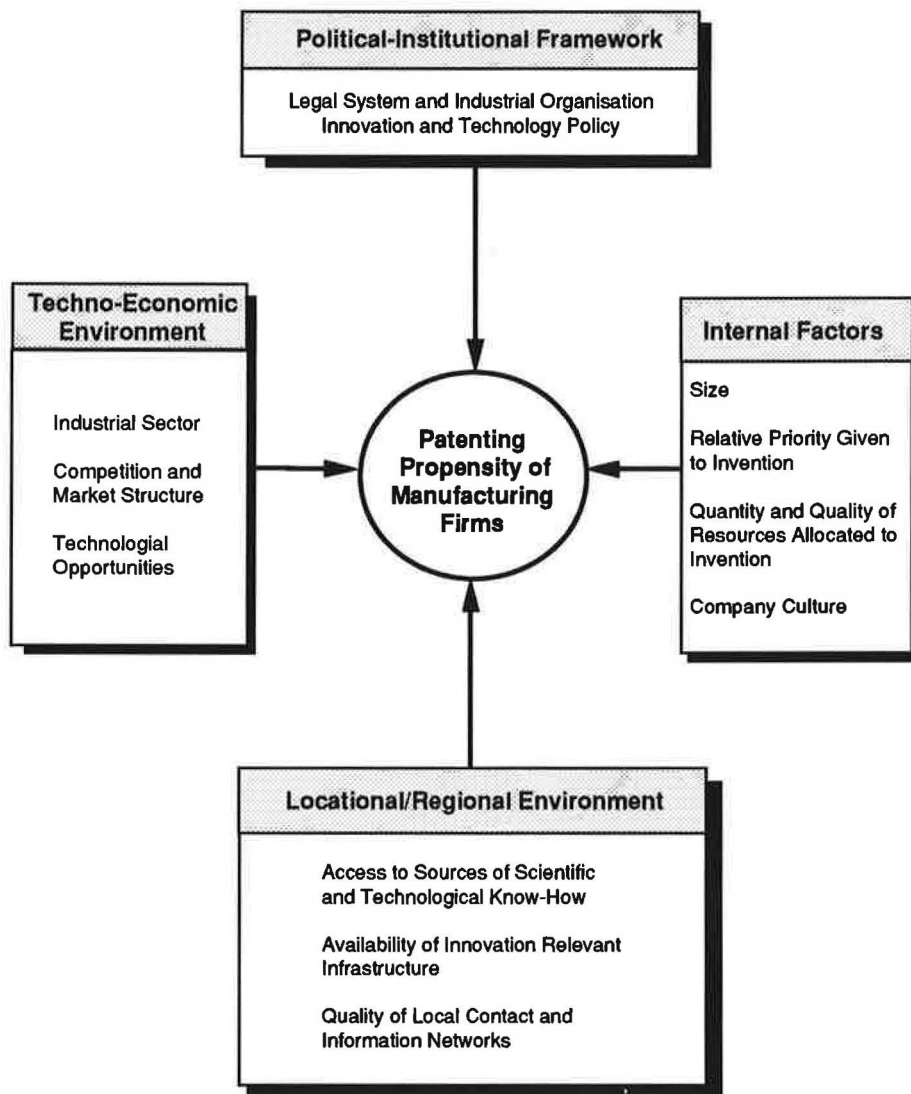 Political-Institutional Framework
Legal System and Industrial Organisation
Innovation and Technology Policy
Techno-Economic
Environment
Industrial Sector
Competition and
Market Structure
Technologial
Opportunities
Patenting
Propensity of
Manufacturing
Firms
Internal Factors
Size
Relative Priority Given
to Invention
Quantity and Quality of
Resources Allocated to
Invention
Company Culture
Locational/Regional Environment
Access to Sources of Scientific
and Technological Know-How
Availability of Innovation Relevant
Infrastructure
Quality of Local Contact and
Information Networks